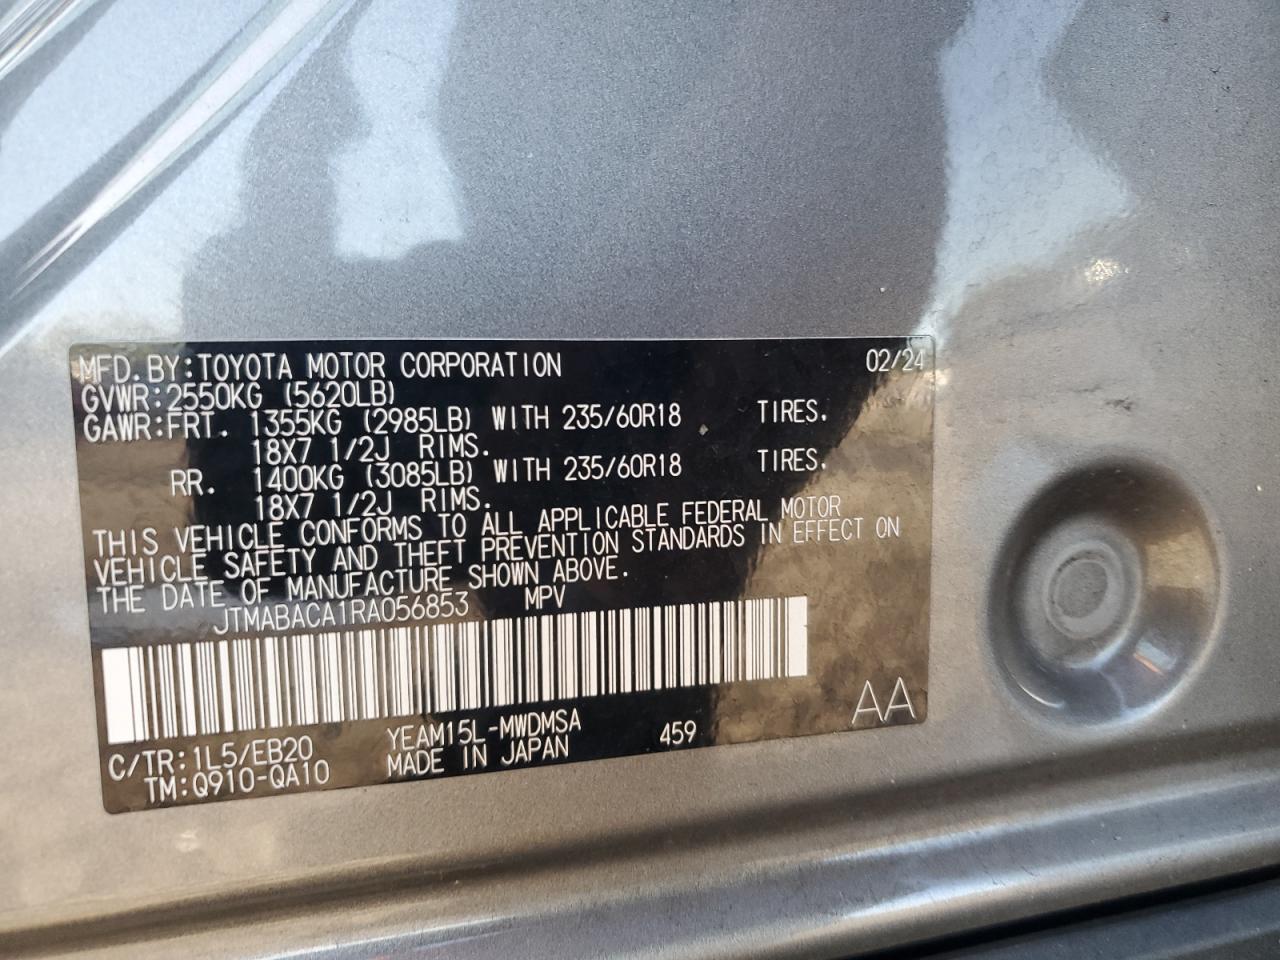 MFD. BY: TOYOTA MOTOR CORPORATION 02/24
GVWR: 2550KG (5620LB)
GAWR: FRT. 1355KG (2985LB) WITH 235/60R18 TIRES.
18X7 1/2J RIMS.
RR. 1400KG (3085LB) WITH 235/60R18 TIRES.
18X7 1/2J RIMS.
THIS VEHICLE CONFORMS TO ALL APPLICABLE FEDERAL MOTOR
VEHICLE SAFETY AND THEFT PREVENTION STANDARDS IN EFFECT ON
THE DATE OF MANUFACTURE SHOWN ABOVE.
JTMABACA1RA056853 MPV
C/TR: 1L5/EB20 YEAM15L-MWDMSA 459 AA
TM: Q910-QA10 MADE IN JAPAN